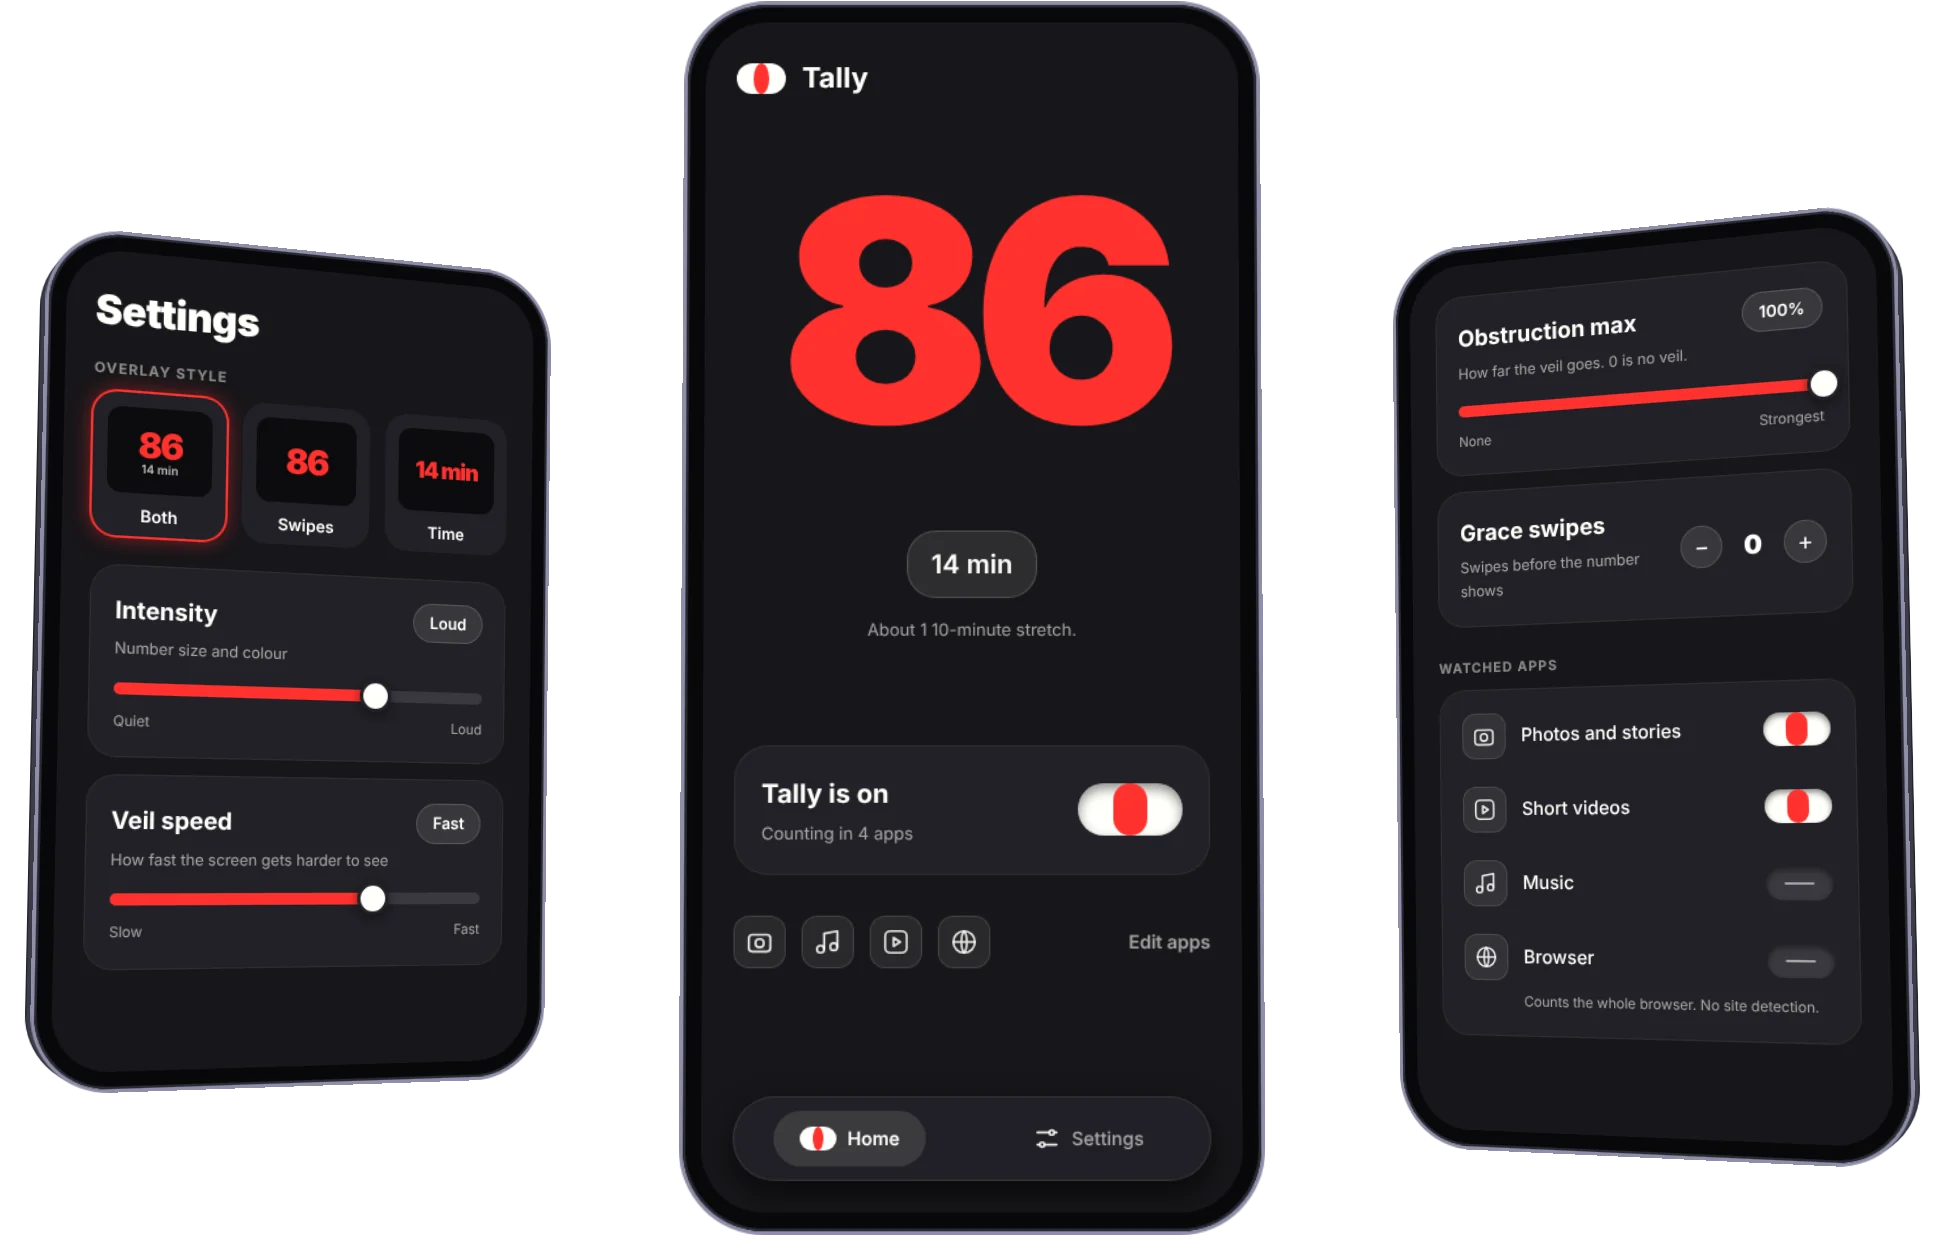 Settings
OVERLAY STYLE
86
14 min
Both
86
Swipes
14 min
Time
Intensity
Loud
Number size and colour
Quiet
Loud
Veil speed
Fast
How fast the screen gets harder to see
Slow
Fast
Tally
86
14 min
About 1 10-minute stretch.
Tally is on
Counting in 4 apps
Edit apps
Home
Settings
Obstruction max
100%
How far the veil goes. 0 is no veil.
None
Strongest
Grace swipes
Swipes before the number
shows
− 0 +
WATCHED APPS
Photos and stories
Short videos
Music
Browser
Counts the whole browser. No site detection.